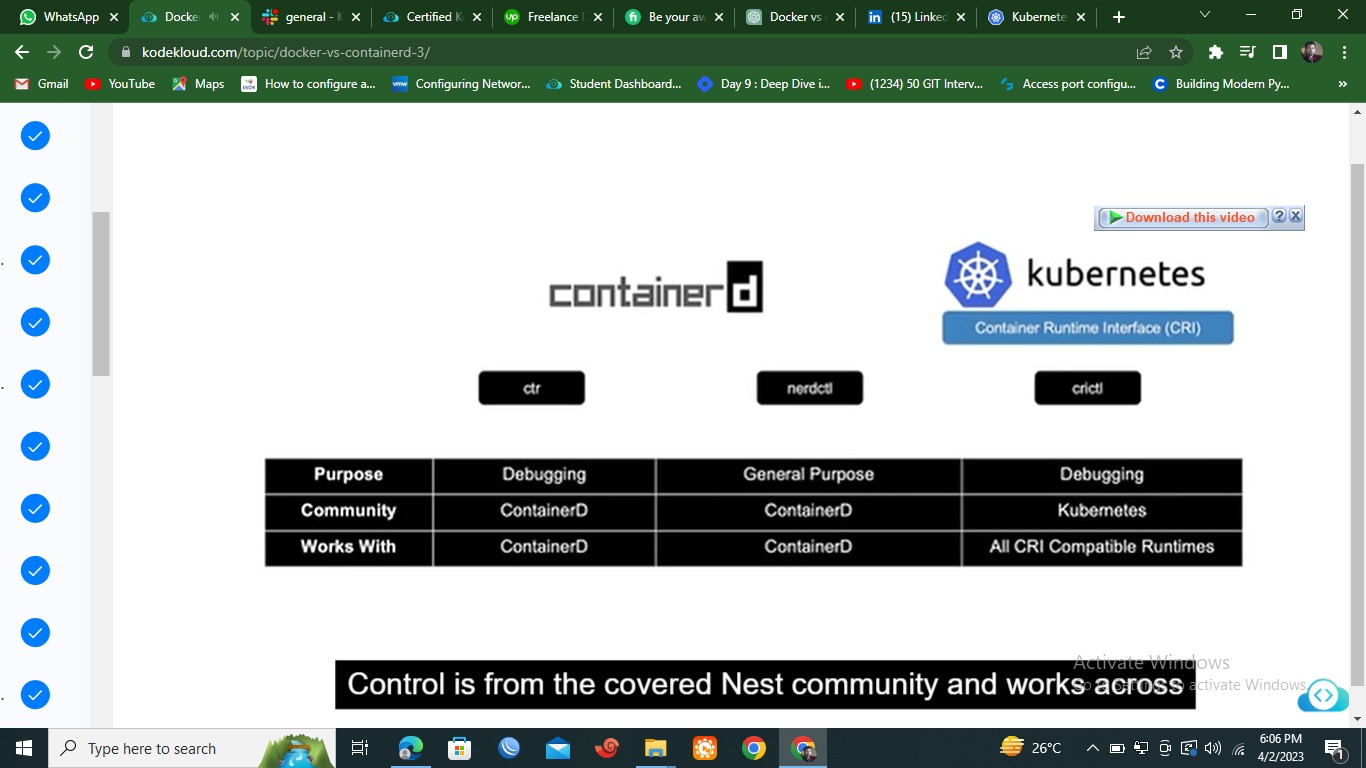 WhatsApp
Docke
general - K
Certified K
Freelance
Be your aw
Docker vs
(15) Linked
Kubernete
kodekloud.com/topic/docker-vs-containerd-3/
Gmail
YouTube
Maps
How to configure a...
Configuring Networ...
Student Dashboard...
Day 9 : Deep Dive i...
(1234) 50 GIT Interv...
Access port configu...
Building Modern Py...
»
Download this video
containerd
kubernetes
Container Runtime Interface (CRI)
ctr nerdctl crictl
Purpose Debugging General Purpose Debugging
Community ContainerD ContainerD Kubernetes
Works With ContainerD ContainerD All CRI Compatible Runtimes
Activate Windows
Control is from the covered Nest community and works across
Go to Settings to activate Windows.
Type here to search
26°C
6:06 PM
4/2/2023
1